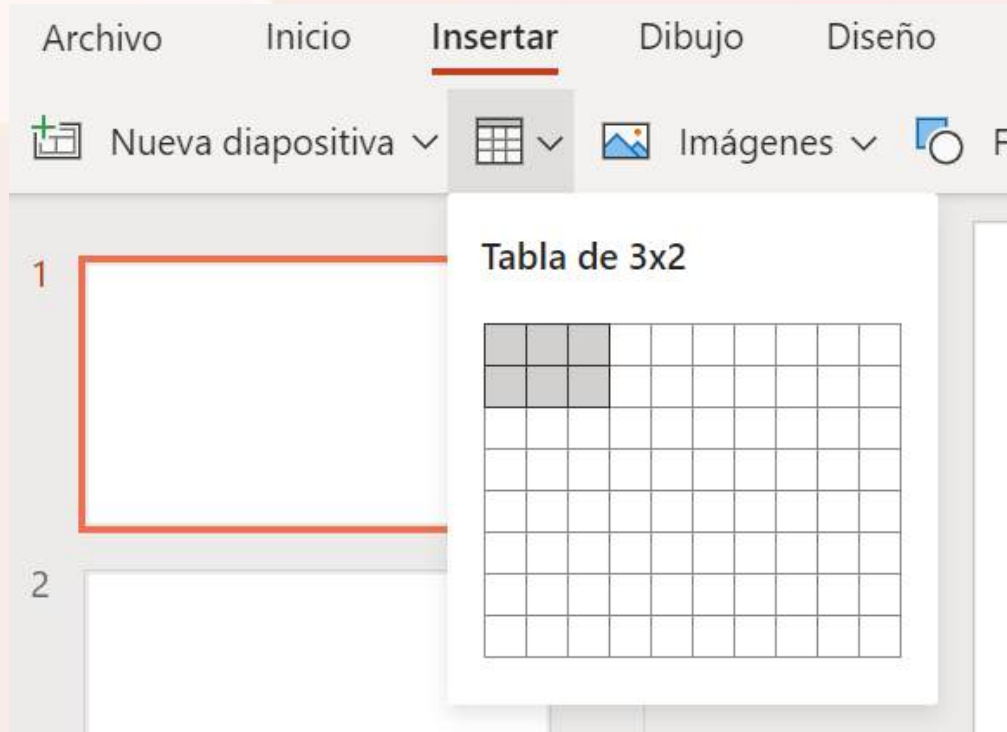 Archivo Inicio Insertar Dibujo Diseño
Nueva diapositiva Imágenes
Tabla de 3x2
1
2